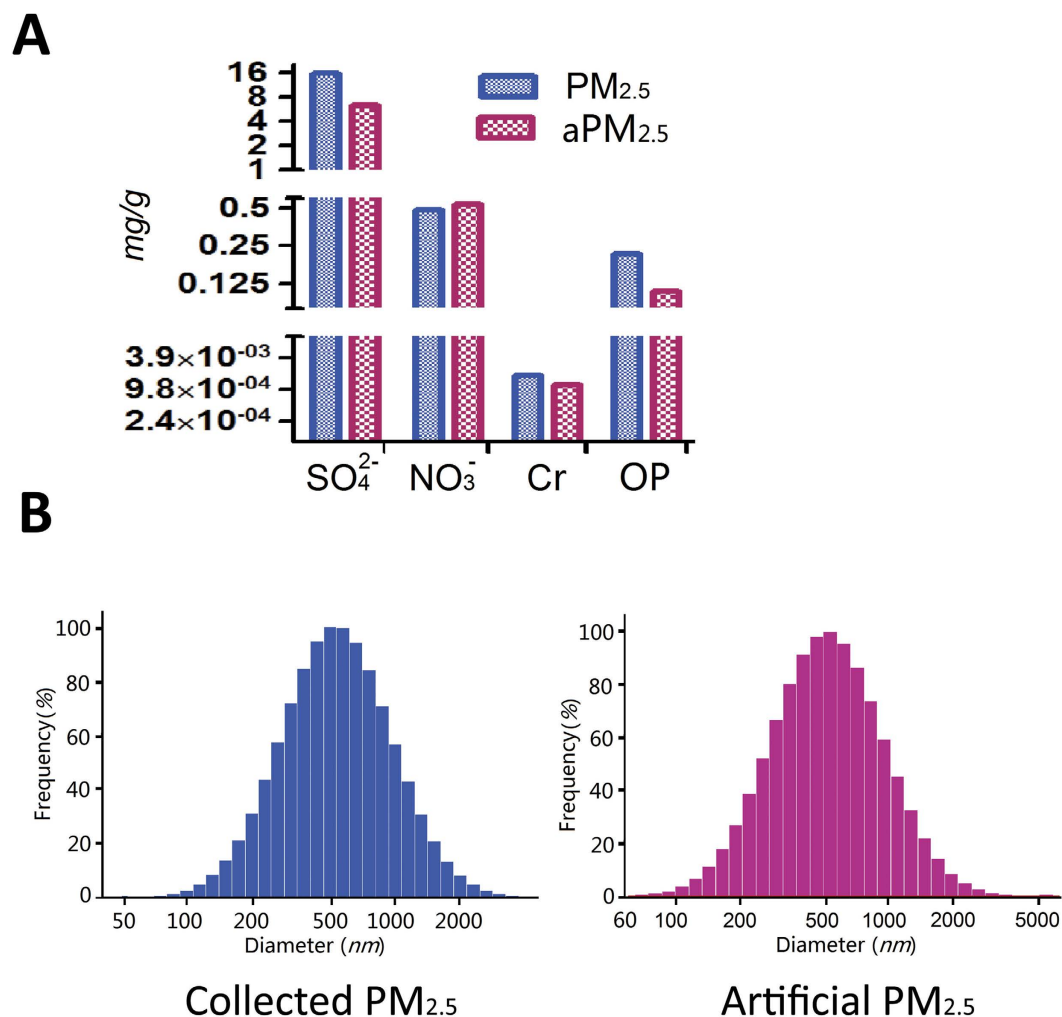 A
16
8
4
2
1
PM2.5
aPM2.5
mg/g
0.5
0.25
0.125
3.9×10-03
9.8×10-04
2.4×10-04
SO4 2- NO3- Cr OP
B
Frequency(%)
100
80
60
40
20
0
50 100 200 500 1000 2000
Diameter (nm)
Collected PM2.5
Frequency(%)
100
80
60
40
20
0
60 100 200 500 1000 2000 5000
Diameter (nm)
Artificial PM2.5